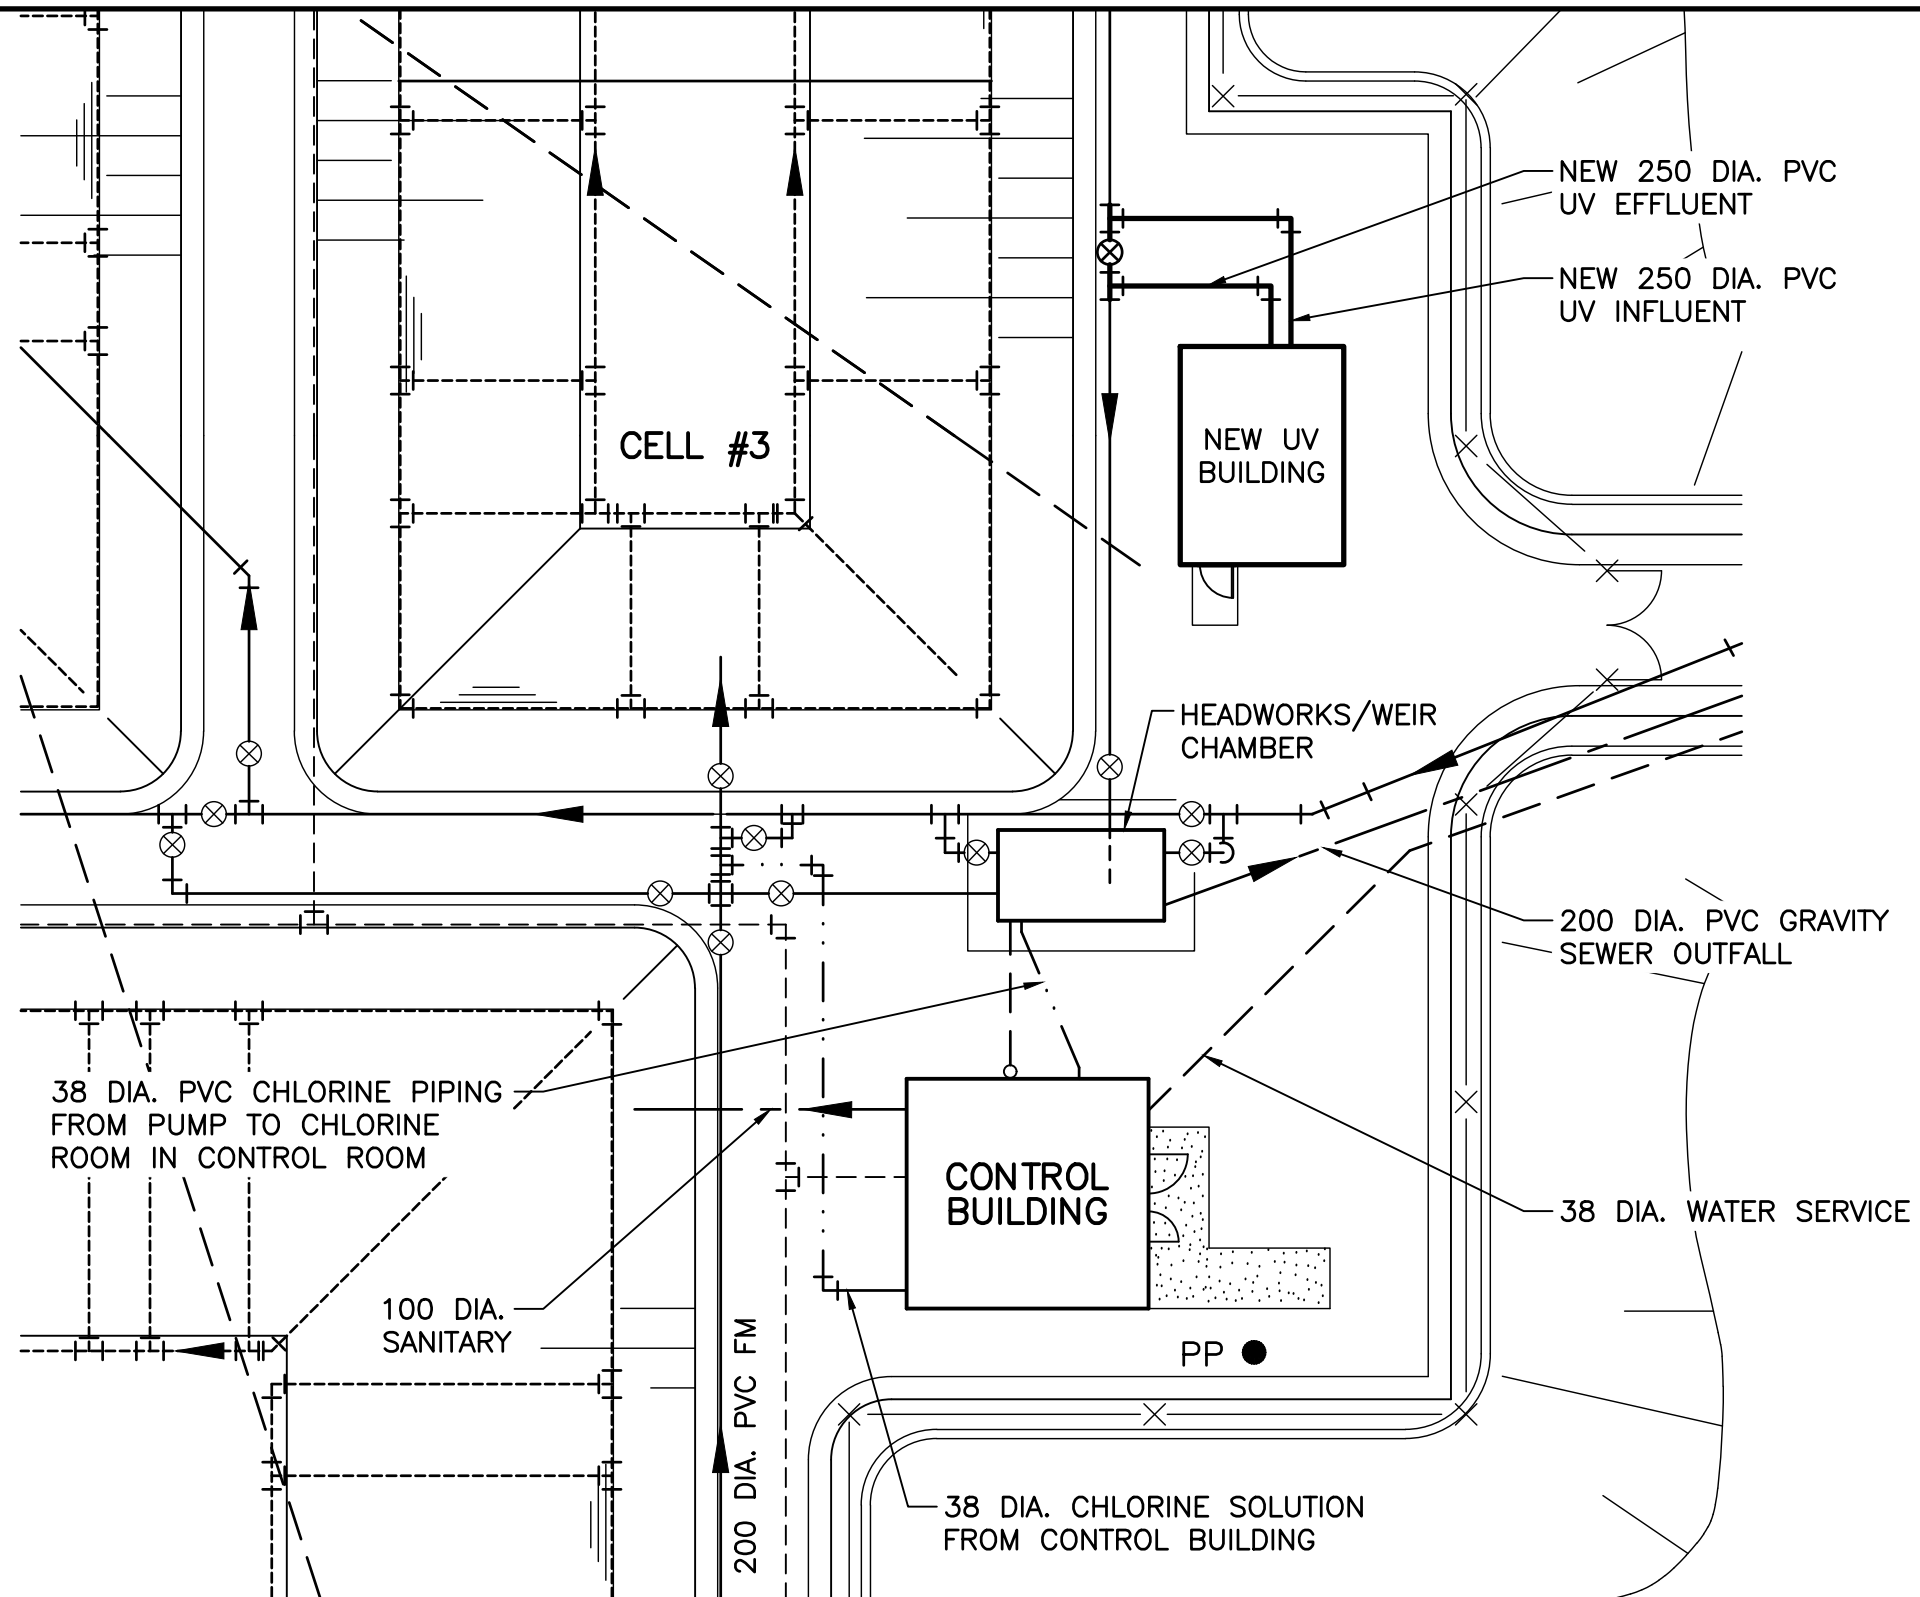 NEW 250 DIA. PVC
UV EFFLUENT
NEW 250 DIA. PVC
UV INFLUENT
CELL #3
NEW UV
BUILDING
HEADWORKS/WEIR
CHAMBER
200 DIA. PVC GRAVITY
SEWER OUTFALL
38 DIA. PVC CHLORINE PIPING
FROM PUMP TO CHLORINE
ROOM IN CONTROL ROOM
CONTROL
BUILDING
38 DIA. WATER SERVICE
100 DIA.
SANITARY
200 DIA. PVC FM
PP
38 DIA. CHLORINE SOLUTION
FROM CONTROL BUILDING